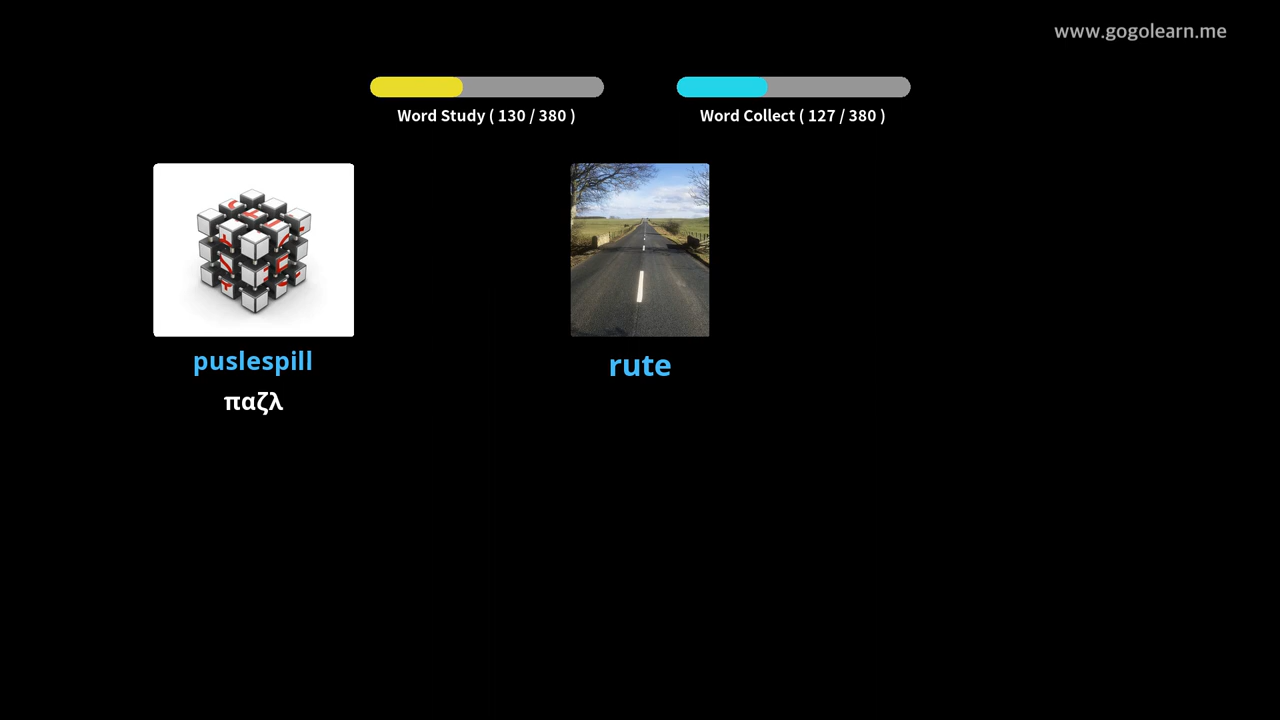 www.gogolearn.me
Word Study ( 130 / 380 )
Word Collect ( 127 / 380 )
puslespill
παζλ
rute